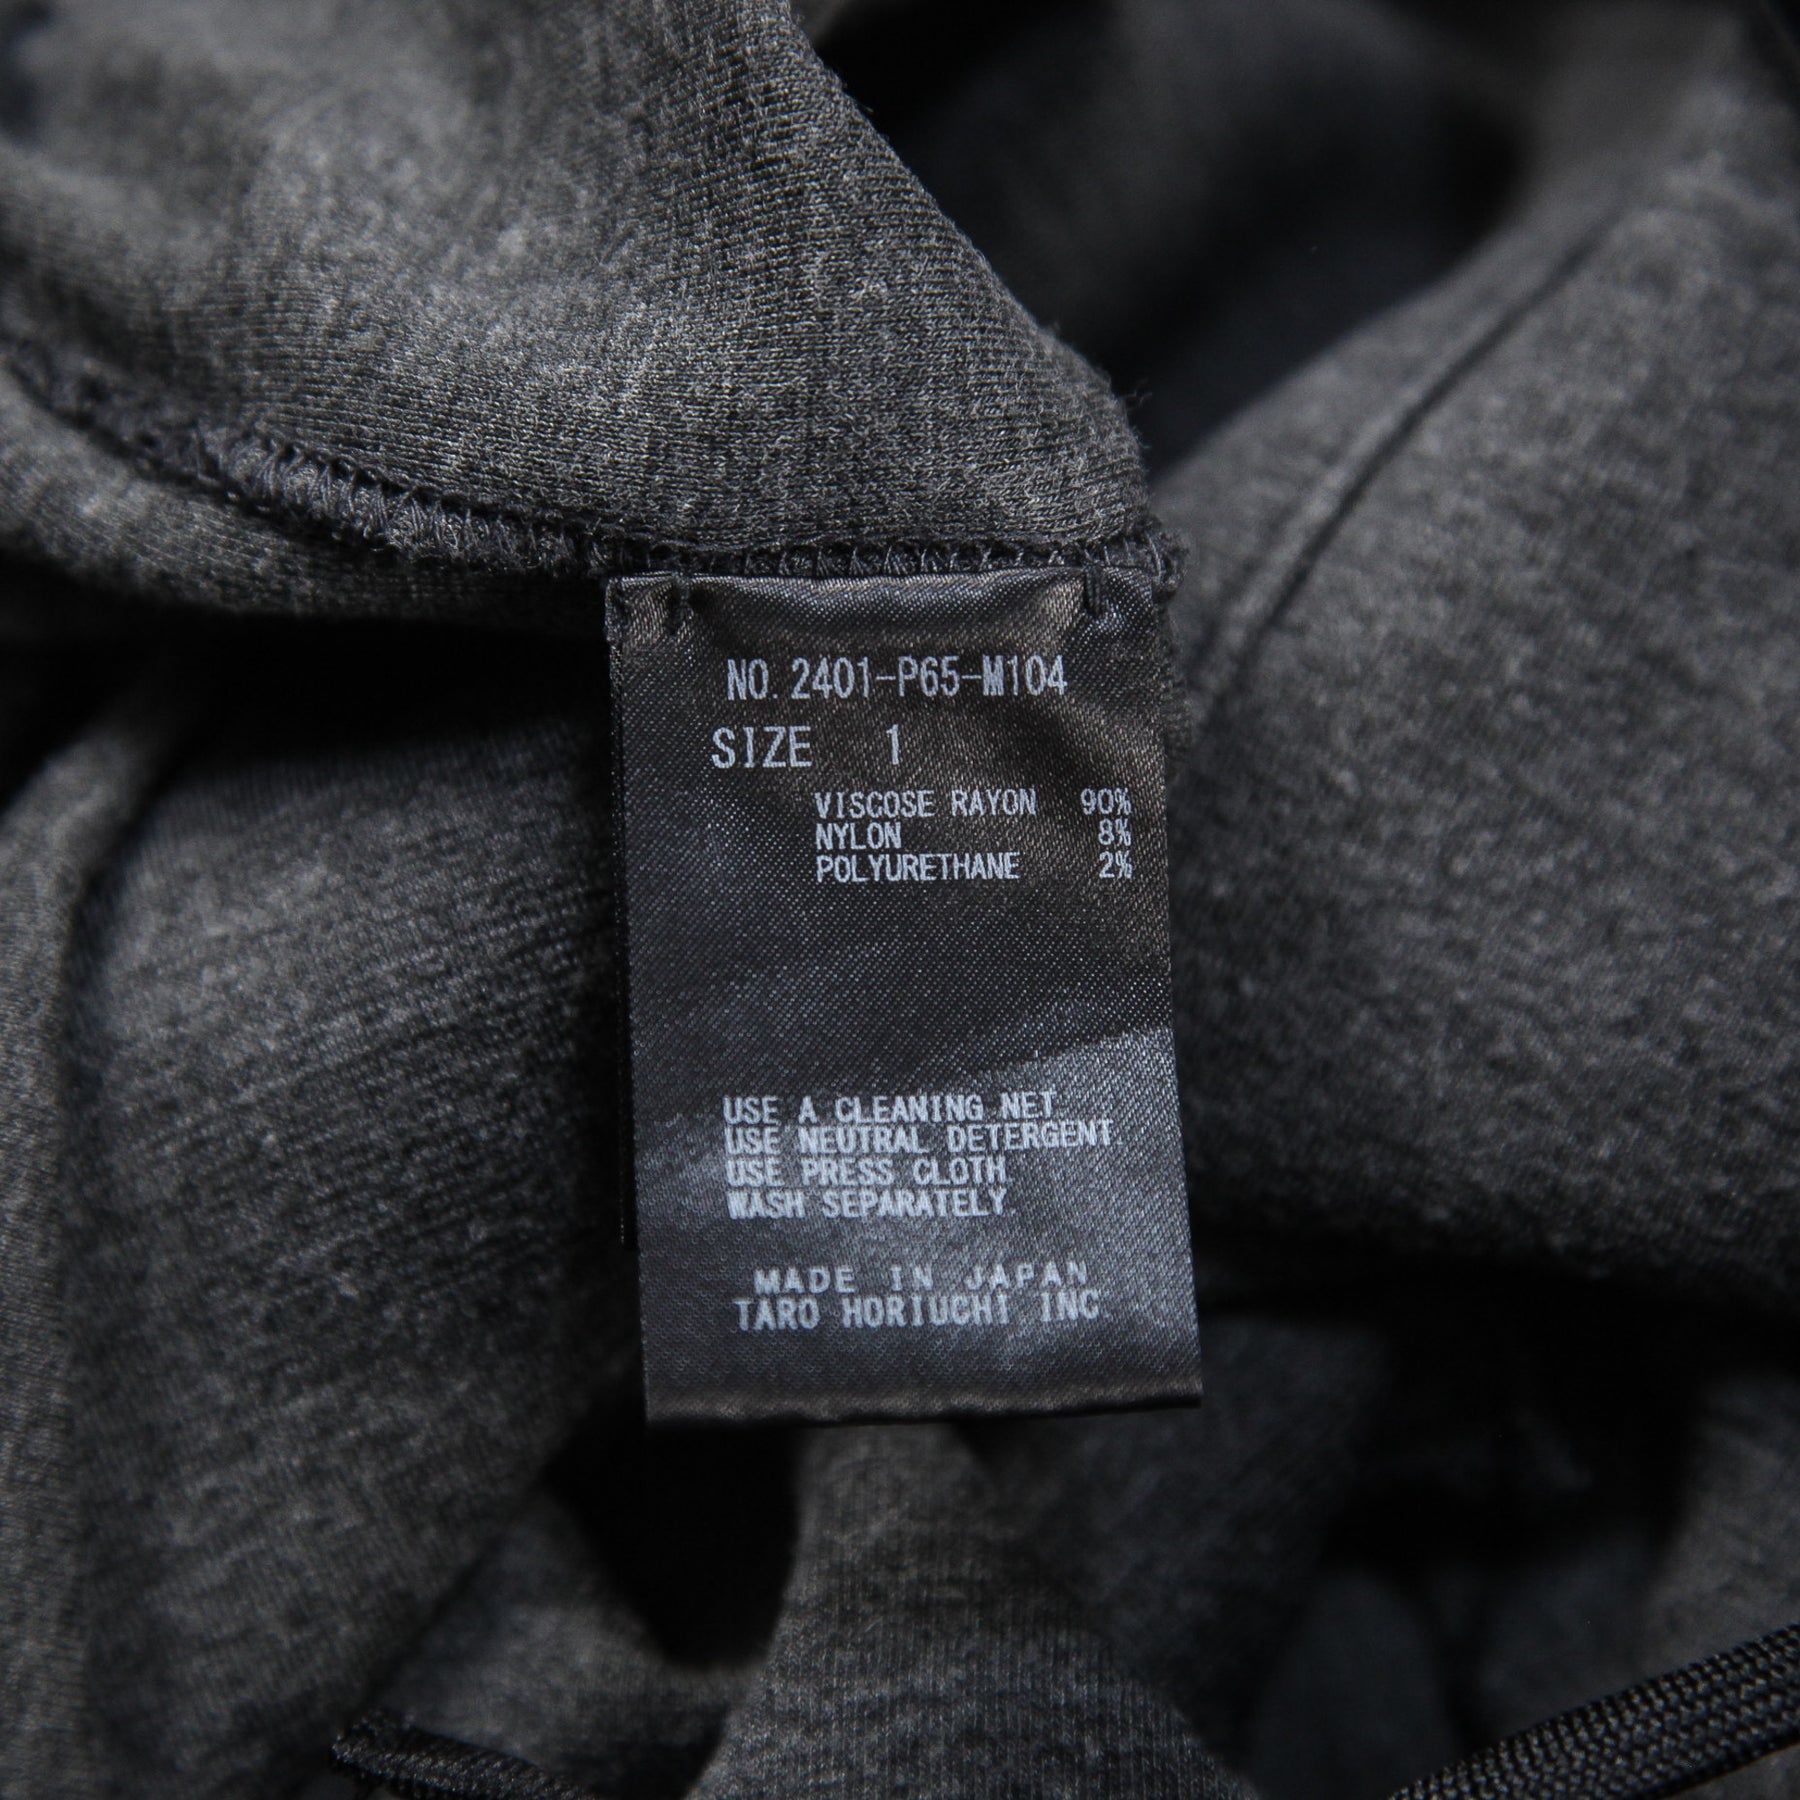 NO. 2401-P65-M104
SIZE 1
VISCOSE RAYON 90%
NYLON 8%
POLYURETHANE 2%
USE A CLEANING NET.
USE NEUTRAL DETERGENT.
USE PRESS CLOTH
WASH SEPARATELY.
MADE IN JAPAN
TARO HORIUCHI INC.